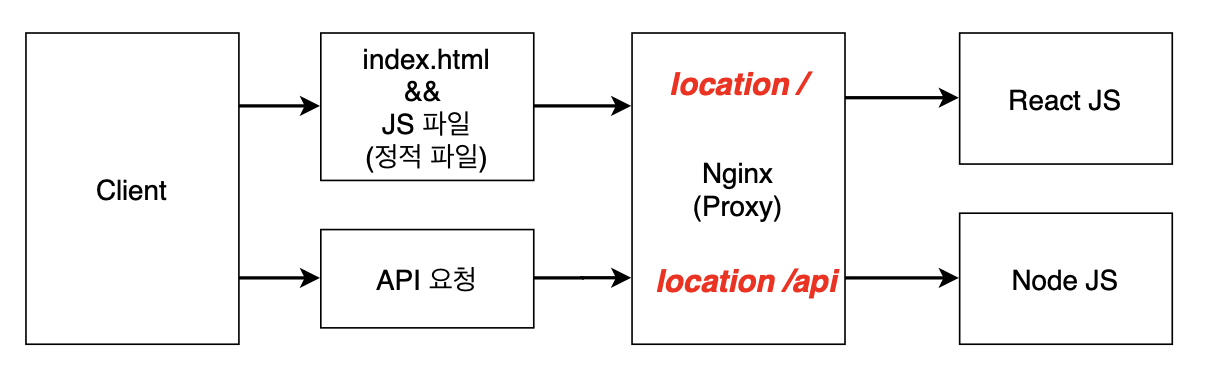 Client
index.html
&&
JS 파일
(정적 파일)
API 요청
location /
Nginx
(Proxy)
location /api
React JS
Node JS